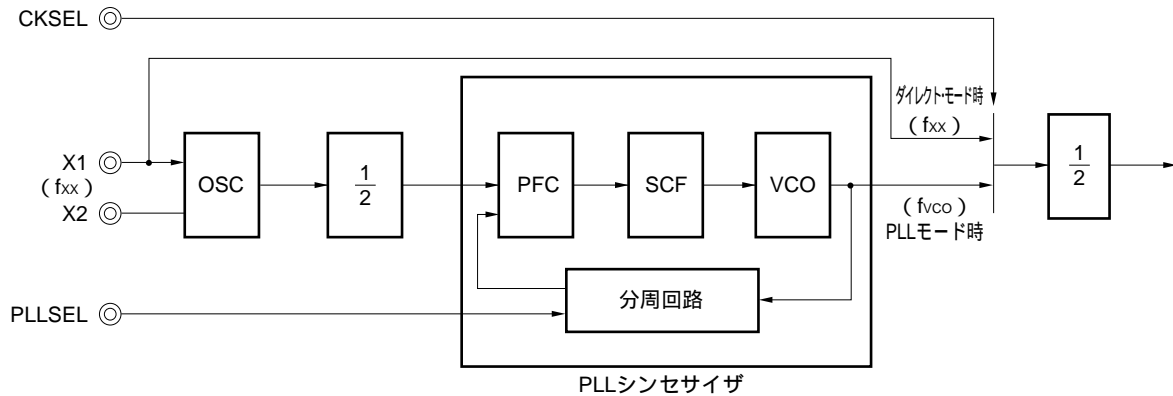 CKSEL
ダイレクト・モード時
(fXX)
X1
(fXX)
X2
OSC
1
2
PFC
SCF
VCO
(fVCO)
PLLモード時
1
2
分周回路
PLLSEL
PLLシンセサイザ